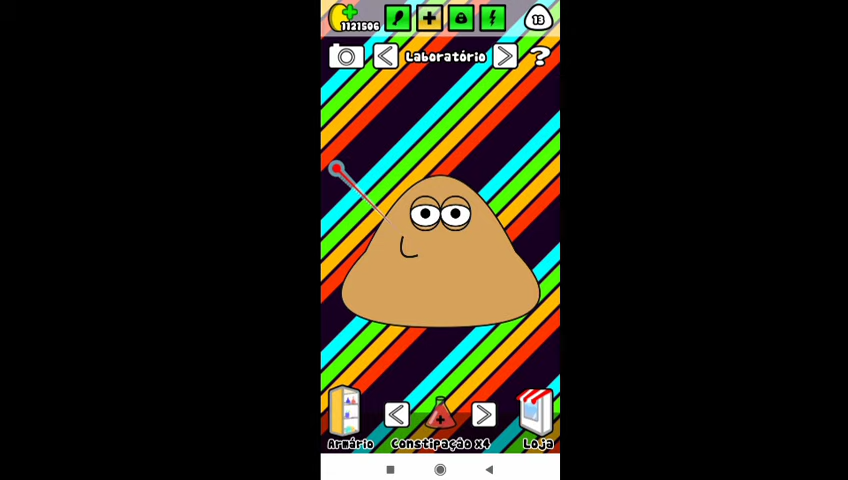 1121506
13
Laboratório
?
Armário
Constipação x4
Loja